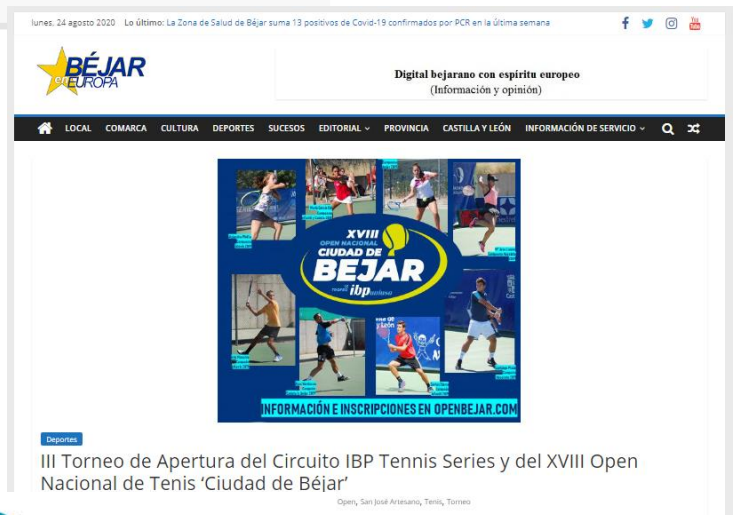 lunes, 24 agosto 2020 Lo último: La Zona de Salud de Béjar suma 13 positivos de Covid-19 confirmados por PCR en la última semana
BÉJAR
en EUROPA
Digital bejarano con espíritu europeo
(Información y opinión)
LOCAL COMARCA CULTURA DEPORTES SUCESOS EDITORIAL PROVINCIA CASTILLA Y LEÓN INFORMACIÓN DE SERVICIO
XVIII
OPEN NACIONAL
CIUDAD DE
BEJAR
TROFEO ibp uniuso
INFORMACIÓN E INSCRIPCIONES EN OPENBEJAR.COM
Deportes
III Torneo de Apertura del Circuito IBP Tennis Series y del XVIII Open
Nacional de Tenis ‘Ciudad de Béjar’
Open, San José Artesano, Tenis, Torneo